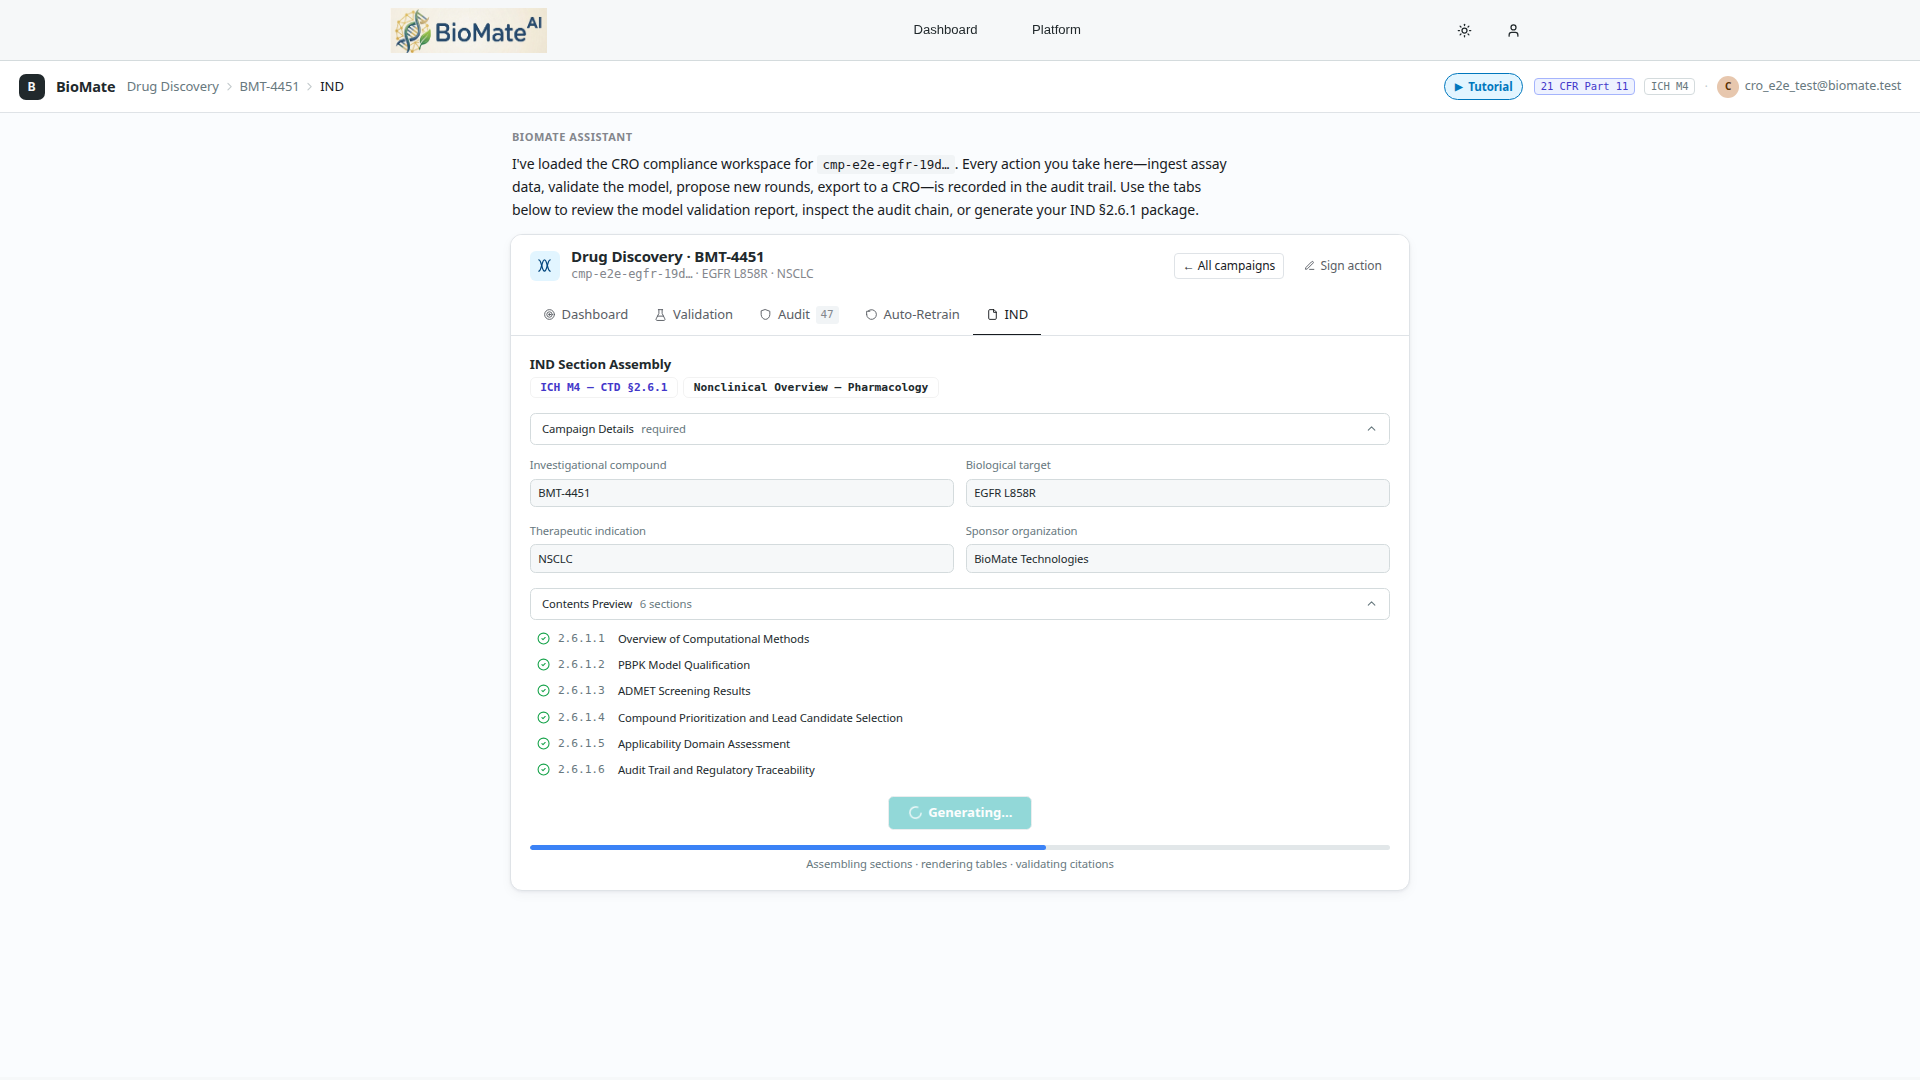 BioMate AI
Dashboard
Platform
B
BioMate
Drug Discovery › BMT-4451 › IND
▶ Tutorial
21 CFR Part 11
ICH M4
·
C
cro_e2e_test@biomate.test
BIOMATE ASSISTANT
I've loaded the CRO compliance workspace for cmp-e2e-egfr-19d… . Every action you take here—ingest assay
data, validate the model, propose new rounds, export to a CRO—is recorded in the audit trail. Use the tabs
below to review the model validation report, inspect the audit chain, or generate your IND §2.6.1 package.
Drug Discovery · BMT-4451
cmp-e2e-egfr-19d… · EGFR L858R · NSCLC
← All campaigns
Sign action
Dashboard
Validation
Audit 47
Auto-Retrain
IND
IND Section Assembly
ICH M4 — CTD §2.6.1
Nonclinical Overview — Pharmacology
Campaign Details required
Investigational compound
Biological target
BMT-4451
EGFR L858R
Therapeutic indication
Sponsor organization
NSCLC
BioMate Technologies
Contents Preview 6 sections
2.6.1.1 Overview of Computational Methods
2.6.1.2 PBPK Model Qualification
2.6.1.3 ADMET Screening Results
2.6.1.4 Compound Prioritization and Lead Candidate Selection
2.6.1.5 Applicability Domain Assessment
2.6.1.6 Audit Trail and Regulatory Traceability
Generating…
Assembling sections · rendering tables · validating citations